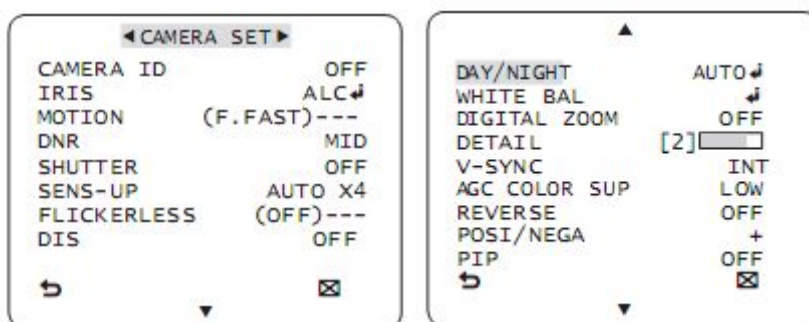 ◄CAMERA SET►
CAMERA ID OFF
IRIS ALC↲
MOTION (F.FAST)---
DNR MID
SHUTTER OFF
SENS-UP AUTO X4
FLICKERLESS (OFF)---
DIS OFF
DAY/NIGHT AUTO↲
WHITE BAL ↲
DIGITAL ZOOM OFF
DETAIL [2]
V-SYNC INT
AGC COLOR SUP LOW
REVERSE OFF
POSI/NEGA +
PIP OFF